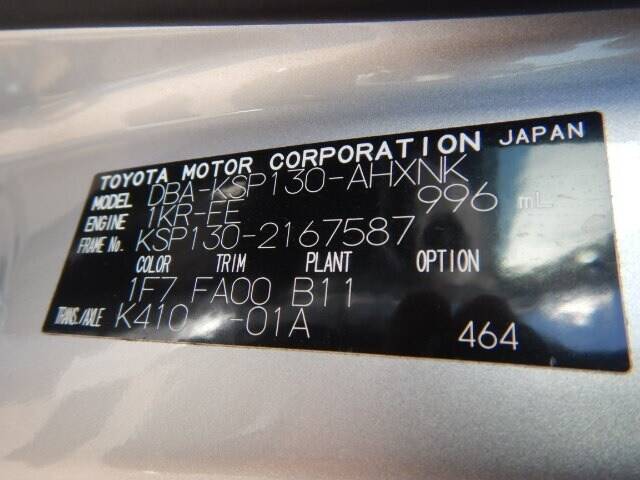 TOYOTA MOTOR CORPORATION JAPAN
MODEL DBA-KSP130-AHXNK
ENGINE 1KR-FE 996 mL
FRAME No. KSP130-2167587
COLOR TRIM PLANT OPTION
1F7 FA00 B11
TRANS./AXLE K410 -01A 464